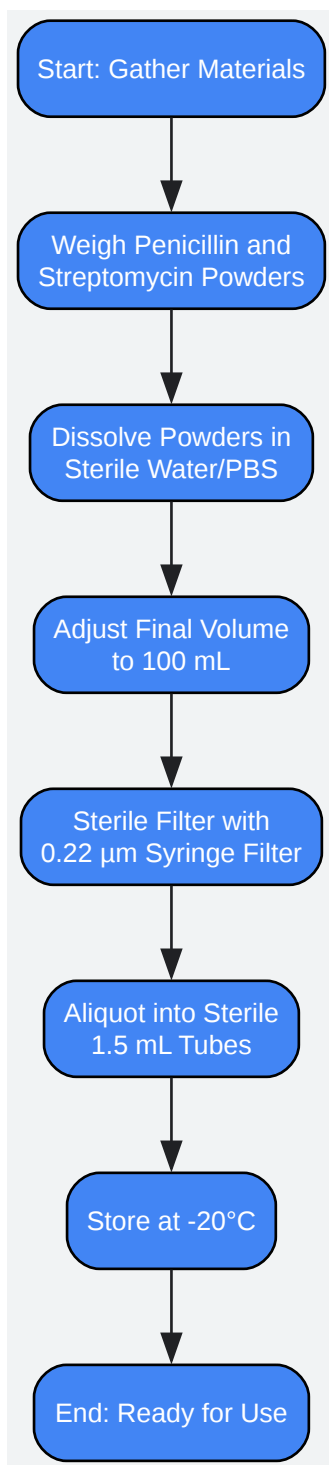 Start: Gather Materials
Weigh Penicillin and
Streptomycin Powders
Dissolve Powders in
Sterile Water/PBS
Adjust Final Volume
to 100 mL
Sterile Filter with
0.22 µm Syringe Filter
Aliquot into Sterile
1.5 mL Tubes
Store at -20°C
End: Ready for Use